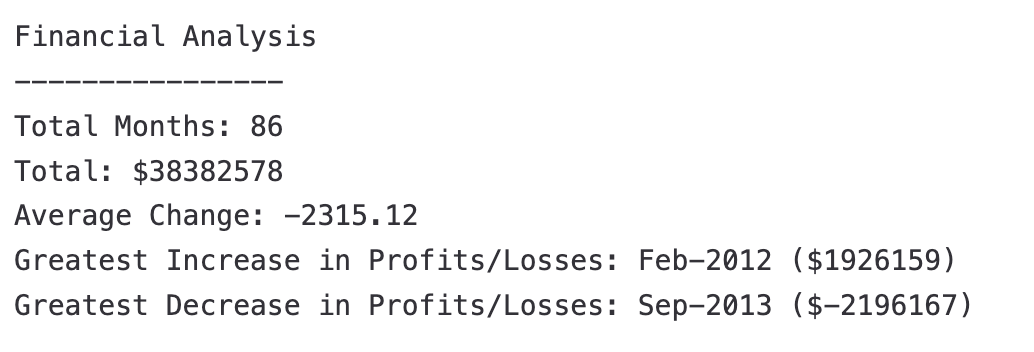 Financial Analysis
----------------
Total Months: 86
Total: $38382578
Average Change: -2315.12
Greatest Increase in Profits/Losses: Feb-2012 ($1926159)
Greatest Decrease in Profits/Losses: Sep-2013 ($-2196167)